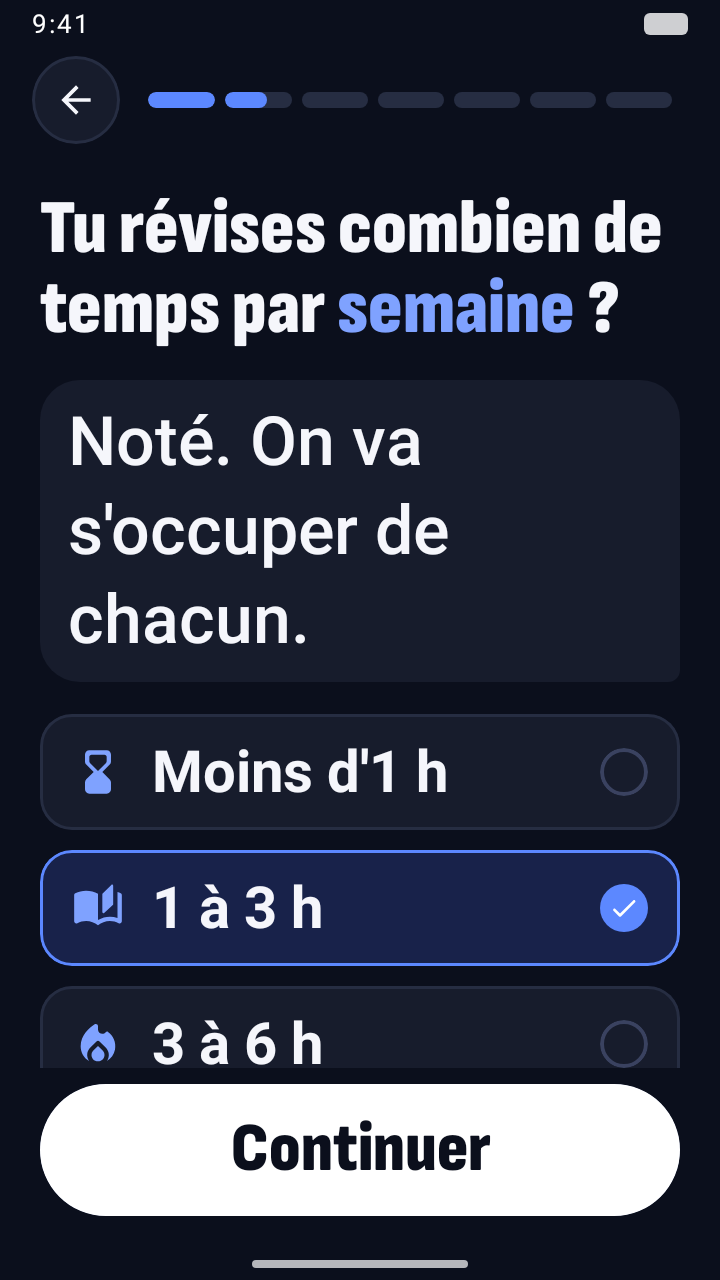 9:41
Tu révises combien de
temps par semaine ?
Noté. On va
s'occuper de
chacun.
Moins d'1 h
1 à 3 h
3 à 6 h
Continuer